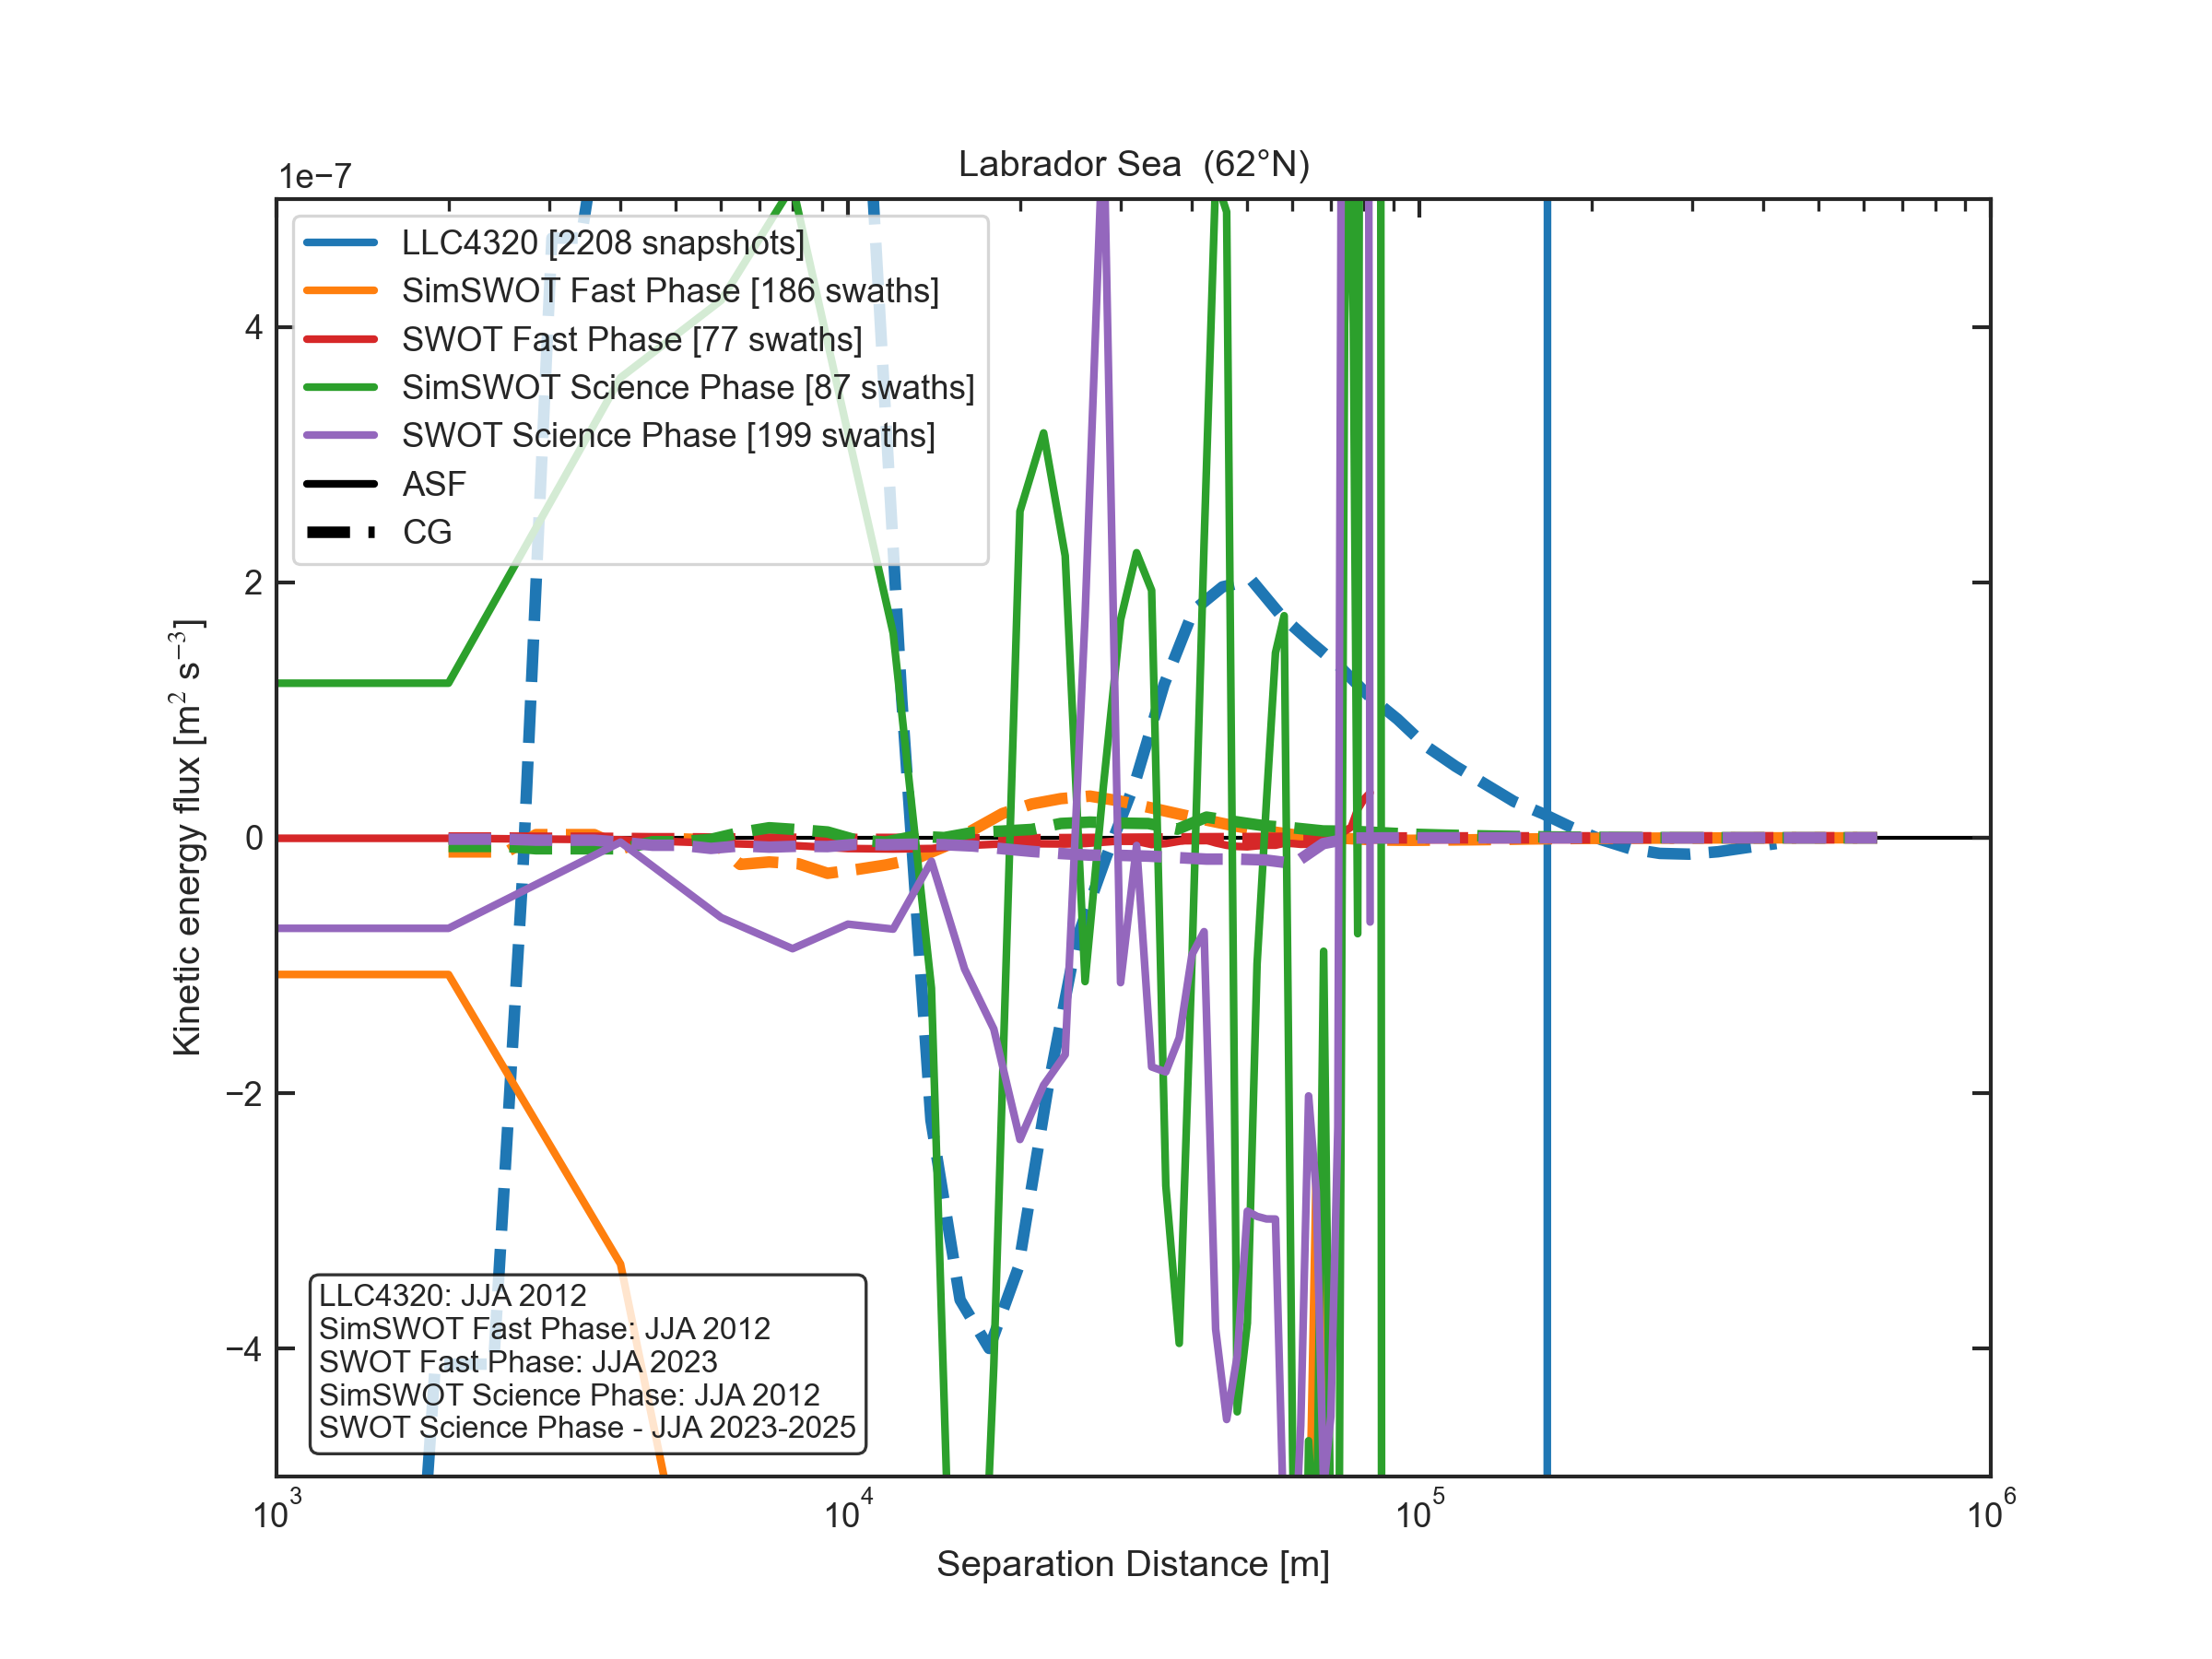 Labrador Sea (62°N)
1e−7
LLC4320 [2208 snapshots]
SimSWOT Fast Phase [186 swaths]
SWOT Fast Phase [77 swaths]
SimSWOT Science Phase [87 swaths]
SWOT Science Phase [199 swaths]
ASF
CG
4
2
0
−2
−4
Kinetic energy flux [m² s⁻³]
LLC4320: JJA 2012
SimSWOT Fast Phase: JJA 2012
SWOT Fast Phase: JJA 2023
SimSWOT Science Phase: JJA 2012
SWOT Science Phase - JJA 2023-2025
10³ 10⁴ 10⁵ 10⁶
Separation Distance [m]